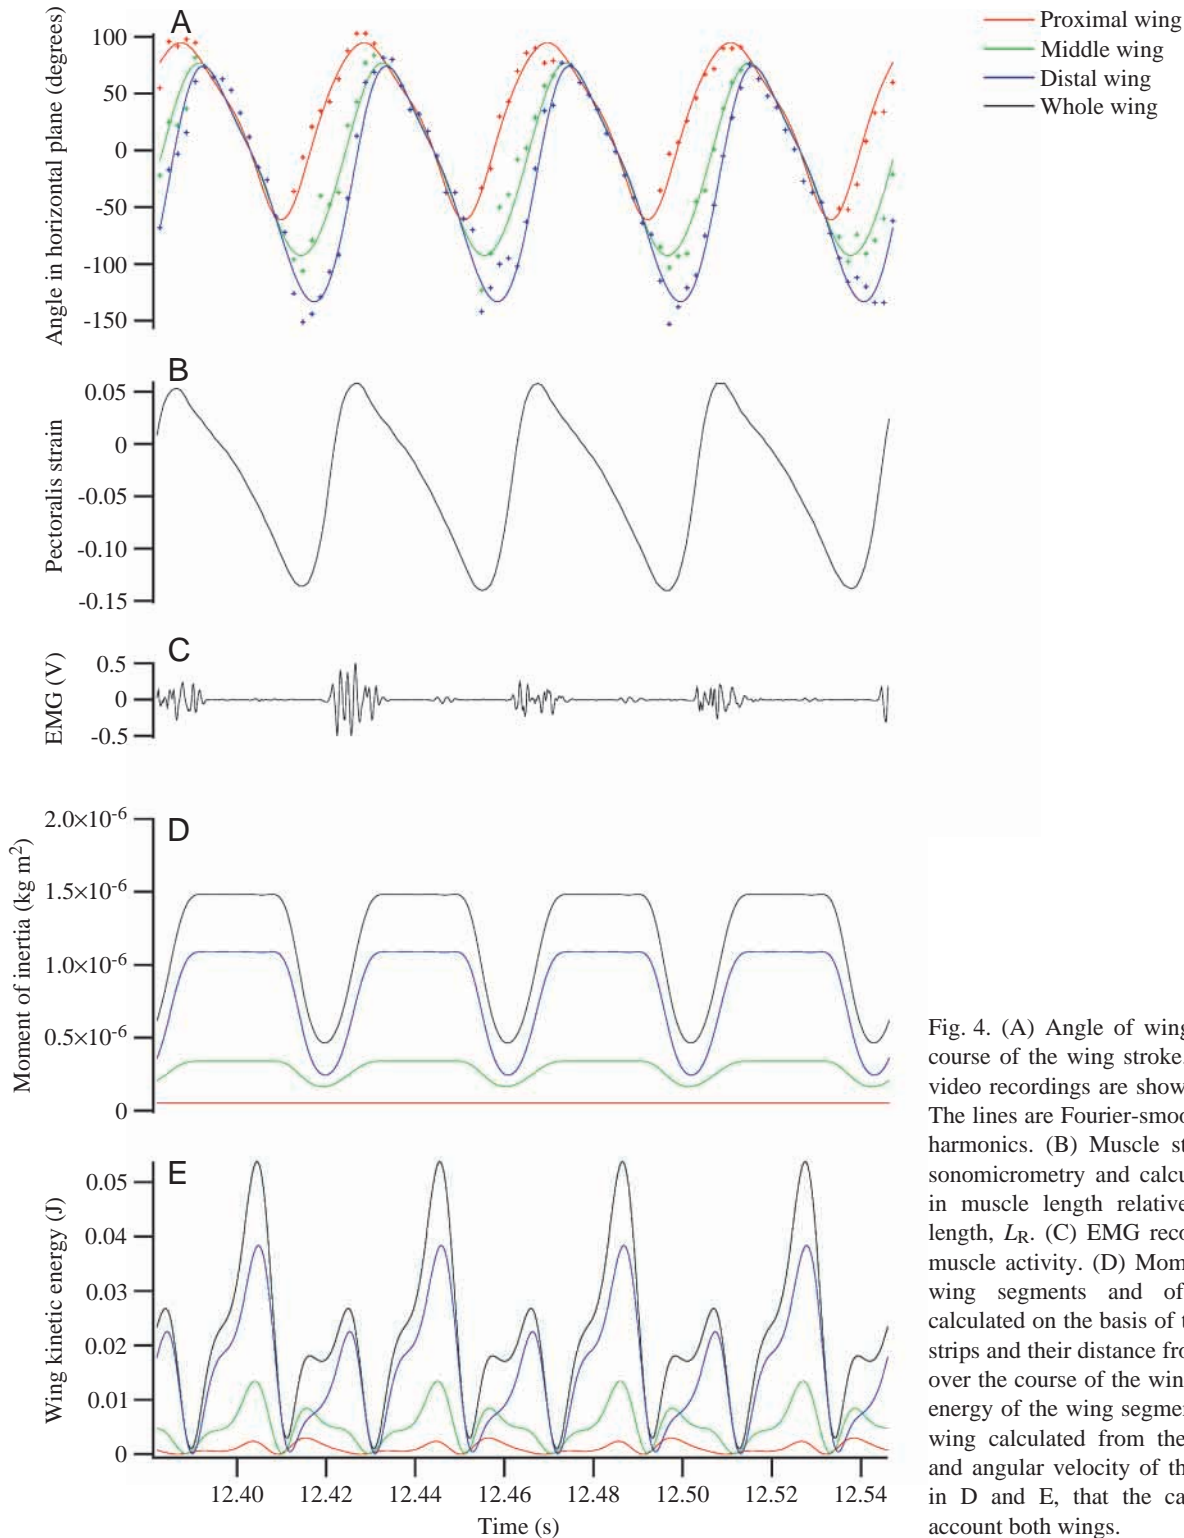 A
Angle in horizontal plane (degrees)
100
50
0
-50
-100
-150
Proximal wing
Middle wing
Distal wing
Whole wing
B
Pectoralis strain
0.05
0
-0.05
-0.10
-0.15
C
EMG (V)
0.5
0
-0.5
D
Moment of inertia (kg m²)
2.0×10⁻⁶
1.5×10⁻⁶
1.0×10⁻⁶
0.5×10⁻⁶
0
E
Wing kinetic energy (J)
0.05
0.04
0.03
0.02
0.01
0
12.40 12.42 12.44 12.46 12.48 12.50 12.52 12.54
Time (s)
Fig. 4. (A) Angle of wing
course of the wing stroke.
video recordings are show
The lines are Fourier-smoo
harmonics. (B) Muscle st
sonomicrometry and calcu
in muscle length relative
length, LR. (C) EMG reco
muscle activity. (D) Mom
wing segments and of
calculated on the basis of t
strips and their distance fro
over the course of the win
energy of the wing segmen
wing calculated from the
and angular velocity of th
in D and E, that the ca
account both wings.